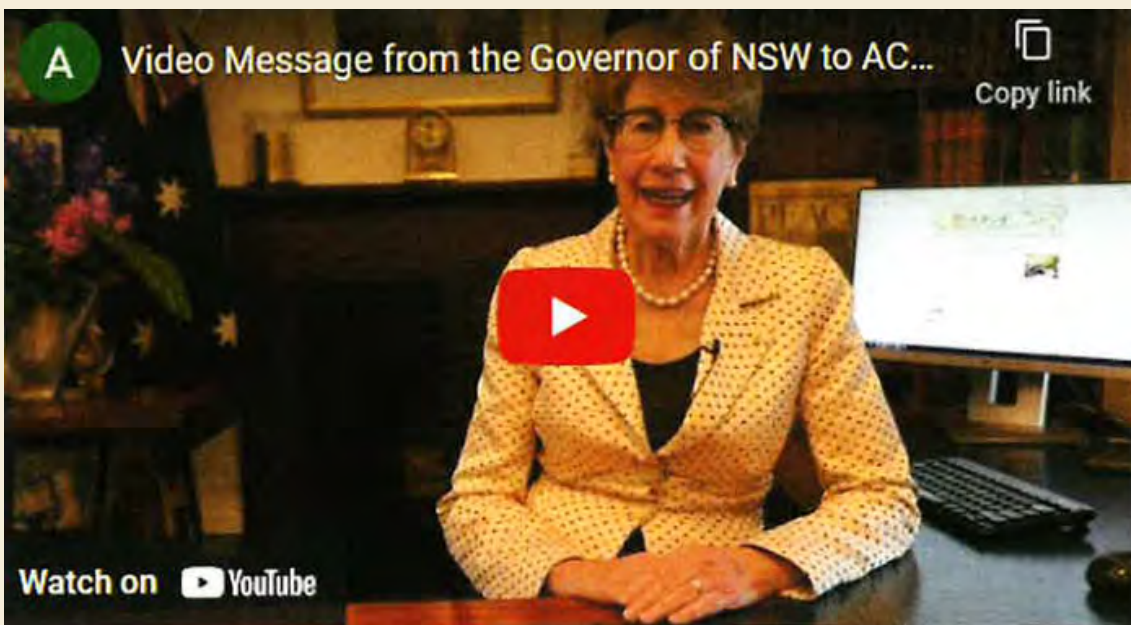 A
Video Message from the Governor of NSW to AC...
Copy link
Watch on YouTube